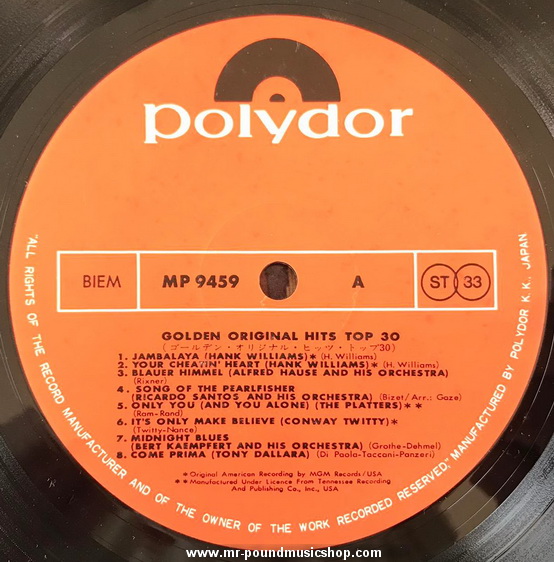 polydor
BIEM MP 9459 A ST 33
GOLDEN ORIGINAL HITS TOP 30
(ゴールデン・オリジナル・ヒッツ・トップ30)
1. JAMBALAYA (HANK WILLIAMS)* (H. Williams)
2. YOUR CHEATIN' HEART (HANK WILLIAMS)* (H. Williams)
3. BLAUER HIMMEL (ALFRED HAUSE AND HIS ORCHESTRA)
(Rixner)
4. SONG OF THE PEARLFISHER
(RICARDO SANTOS AND HIS ORCHESTRA) (Bizet/Arr.: Gaze)
5. ONLY YOU (AND YOU ALONE) (THE PLATTERS)**
(Ram-Rand)
6. IT'S ONLY MAKE BELIEVE (CONWAY TWITTY)*
(Twitty-Nance)
7. MIDNIGHT BLUES
(BERT KAEMPFERT AND HIS ORCHESTRA) (Grothe-Dehmel)
8. COME PRIMA (TONY DALLARA) (Di Paola-Taccani-Panzeri)
*Original American Recording by MGM Records/USA
**Manufactured Under Licence From Tennessee Recording
And Publishing Co., Inc., USA
"ALL RIGHTS OF THE RECORD MANUFACTURER AND OF THE OWNER OF THE WORK RECORDED RESERVED," MANUFACTURED BY POLYDOR K.K., JAPAN
www.mr-poundmusicshop.com